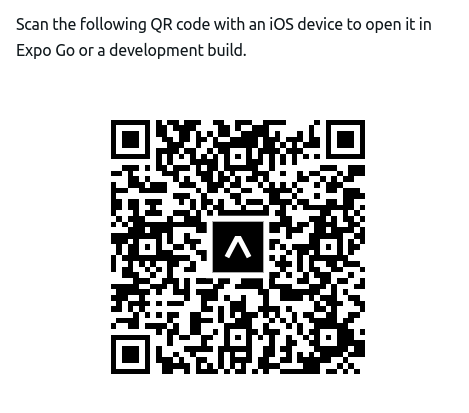 Scan the following QR code with an iOS device to open it in
Expo Go or a development build.